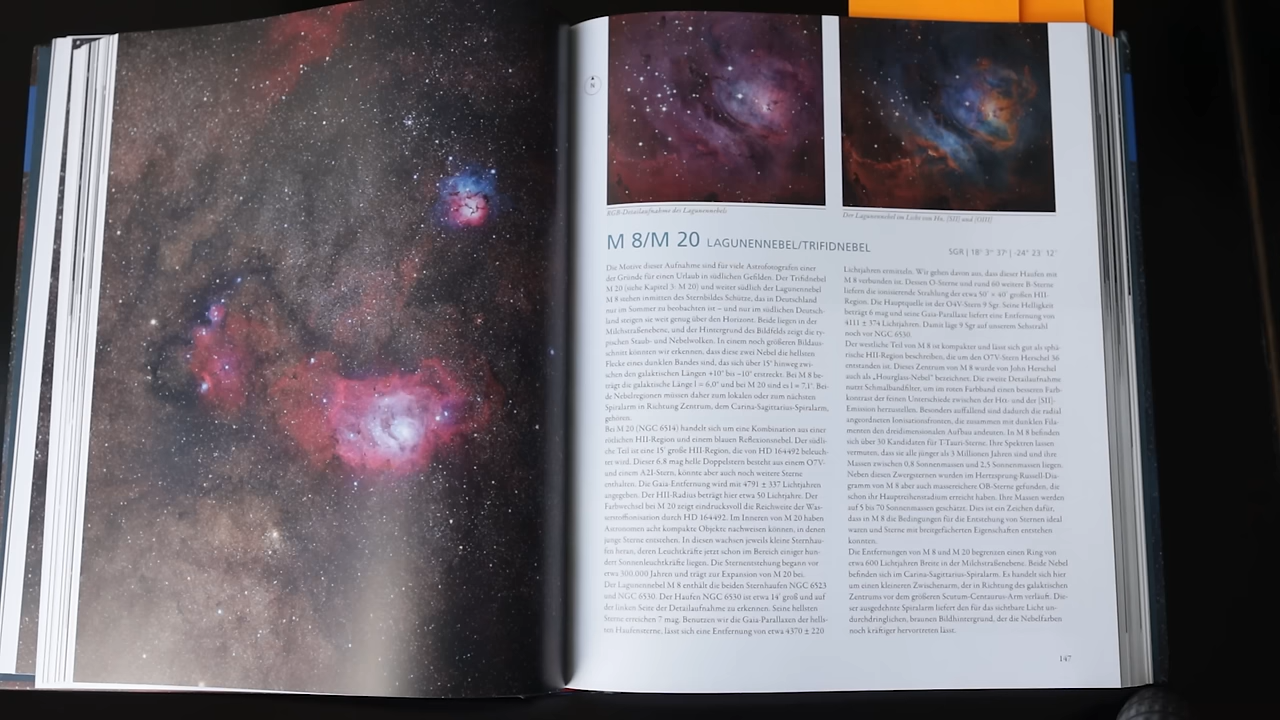 N
RGB-Detailaufnahme des Lagunennebels
Der Lagunennebel im Licht von Hα, [SII] und [OIII]
M 8/M 20 LAGUNENNEBEL/TRIFIDNEBEL
SGR | 18h 3m 37s | -24° 23' 12"
Die Motive dieser Aufnahme sind für viele Astrofotografen einer
der Gründe für einen Urlaub in südlichen Gefilden. Der Trifidnebel
M 20 (siehe Kapitel 3: M 20) und weiter südlich der Lagunennebel
M 8 stehen inmitten des Sternbildes Schütze, das in Deutschland
nur im Sommer zu beobachten ist – und nur im südlichen Deutsch-
land steigen sie weit genug über den Horizont. Beide liegen in der
Milchstraßenebene, und der Hintergrund des Bildfelds zeigt die ty-
pischen Staub- und Nebelwolken. In einem noch größeren Bildaus-
schnitt könnten wir erkennen, dass diese zwei Nebel die hellsten
Flecke eines dunklen Bandes sind, das sich über 15° hinweg zwi-
schen den galaktischen Längen +10° bis −10° erstreckt. Bei M 8 be-
trägt die galaktische Länge l = 6,0° und bei M 20 sind es l = 7,1°. Bei-
de Nebelregionen müssen daher zum lokalen oder zum nächsten
Spiralarm in Richtung Zentrum, dem Carina-Sagittarius-Spiralarm,
gehören.
Bei M 20 (NGC 6514) handelt sich um eine Kombination aus einer
rötlichen HII-Region und einem blauen Reflexionsnebel. Der südli-
che Teil ist eine 15' große HII-Region, die von HD 164492 beleuch-
tet wird. Dieser 6,8 mag helle Doppelstern besteht aus einem O7V-
und einem A2I-Stern, könnte aber auch noch weitere Sterne
enthalten. Die Gaia-Entfernung wird mit 4791 ± 337 Lichtjahren
angegeben. Der HII-Radius beträgt hier etwa 50 Lichtjahre. Der
Farbwechsel bei M 20 zeigt eindrucksvoll die Reichweite der Was-
serstoffionisation durch HD 164492. Im Inneren von M 20 haben
Astronomen acht kompakte Objekte nachweisen können, in denen
junge Sterne entstehen. In diesen wachsen jeweils kleine Sternhau-
fen heran, deren Leuchtkräfte jetzt schon im Bereich einiger hun-
dert Sonnenleuchtkräfte liegen. Die Sternentstehung begann vor
etwa 300.000 Jahren und trägt zur Expansion von M 20 bei.
Der Lagunennebel M 8 enthält die beiden Sternhaufen NGC 6523
und NGC 6530. Der Haufen NGC 6530 ist etwa 14' groß und auf
der linken Seite der Detailaufnahme zu erkennen. Seine hellsten
Sterne erreichen 7 mag. Benutzen wir die Gaia-Parallaxen der hells-
ten Haufensterne, lässt sich eine Entfernung von etwa 4370 ± 220
Lichtjahren ermitteln. Wir gehen davon aus, dass dieser Haufen mit
M 8 verbunden ist. Dessen O-Sterne und rund 60 weitere B-Sterne
liefern die ionisierende Strahlung der etwa 50' × 40' großen HII-
Region. Die Hauptquelle ist der O4V-Stern 9 Sgr. Seine Helligkeit
beträgt 6 mag und seine Gaia-Parallaxe liefert eine Entfernung von
4111 ± 374 Lichtjahren. Damit läge 9 Sgr auf unserem Sehstrahl
noch vor NGC 6530.
Der westliche Teil von M 8 ist kompakter und lässt sich gut als sphä-
rische HII-Region beschreiben, die um den O7V-Stern Herschel 36
entstanden ist. Dieses Zentrum von M 8 wurde von John Herschel
auch als „Hourglass-Nebel“ bezeichnet. Die zweite Detailaufnahme
nutzt Schmalbandfilter, um im roten Farbband einen besseren Farb-
kontrast der feinen Unterschiede zwischen der Hα- und der [SII]-
Emission herzustellen. Besonders auffallend sind dadurch die radial
angeordneten Ionisationsfronten, die zusammen mit dunklen Fila-
menten den dreidimensionalen Aufbau andeuten. In M 8 befinden
sich über 30 Kandidaten für T-Tauri-Sterne. Ihre Spektren lassen
vermuten, dass sie alle jünger als 3 Millionen Jahren sind und ihre
Massen zwischen 0,8 Sonnenmassen und 2,5 Sonnenmassen liegen.
Neben diesen Zwergsternen wurden im Hertzsprung-Russell-Dia-
gramm von M 8 aber auch massereichere OB-Sterne gefunden, die
schon ihr Hauptreihenstadium erreicht haben. Ihre Massen werden
auf 5 bis 70 Sonnenmassen geschätzt. Dies ist ein Zeichen dafür,
dass in M 8 die Bedingungen für die Entstehung von Sternen ideal
waren und Sterne mit breitgefächerten Eigenschaften entstehen
konnten.
Die Entfernungen von M 8 und M 20 begrenzen einen Ring von
etwa 600 Lichtjahren Breite in der Milchstraßenebene. Beide Nebel
befinden sich im Carina-Sagittarius-Spiralarm. Es handelt sich hier
um einen kleineren Zwischenarm, der in Richtung des galaktischen
Zentrums vor dem größeren Scutum-Centaurus-Arm verläuft. Die-
ser ausgedehnte Spiralarm liefert den für das sichtbare Licht un-
durchdringlichen, braunen Bildhintergrund, der die Nebelfarben
noch kräftiger hervortreten lässt.
147